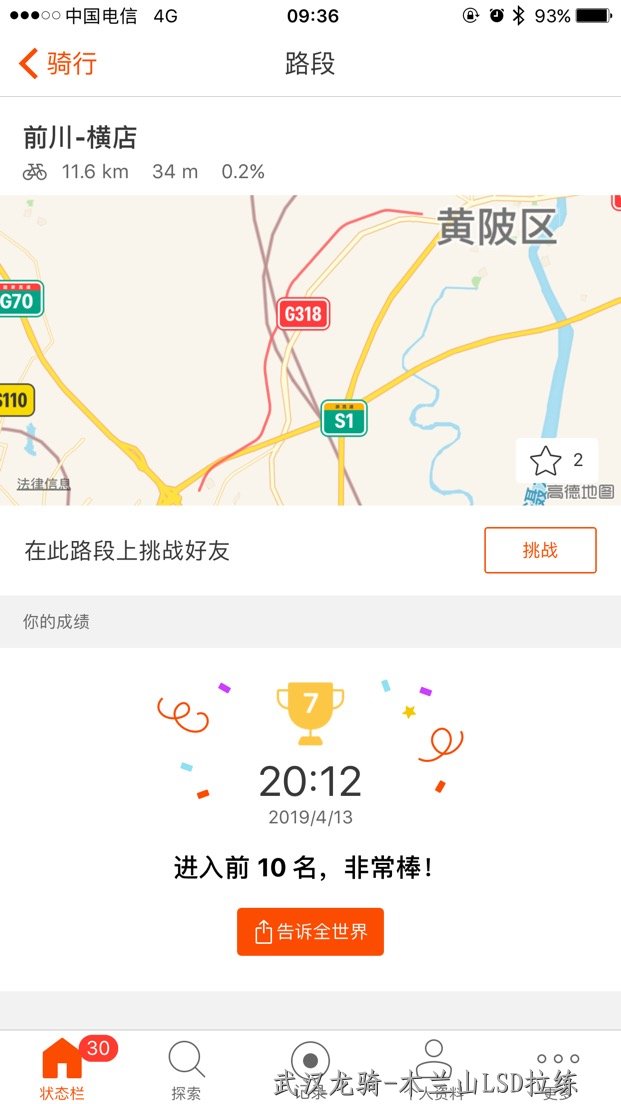 中国电信 4G 09:36 93%
骑行 路段
前川-横店
11.6 km 34 m 0.2%
黄陂区
G70
G318
S110
S1
2
法律信息
高德地图
在此路段上挑战好友 挑战
你的成绩
7
20:12
2019/4/13
进入前 10 名，非常棒！
告诉全世界
30
状态栏 探索 记录 个人资料 更多
武汉龙骑-木兰山LSD拉练